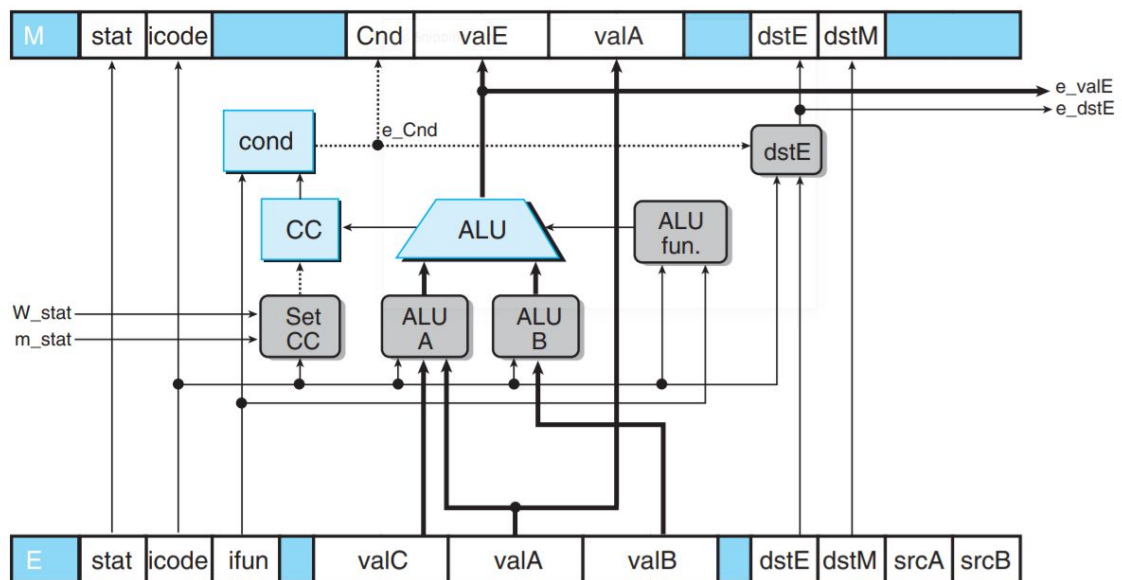 M stat icode Cnd valE valA dstE dstM
e_valE
e_dstE
e_Cnd
cond
dstE
CC
ALU
ALU
fun.
W_stat
m_stat
Set
CC
ALU
A
ALU
B
E stat icode ifun valC valA valB dstE dstM srcA srcB